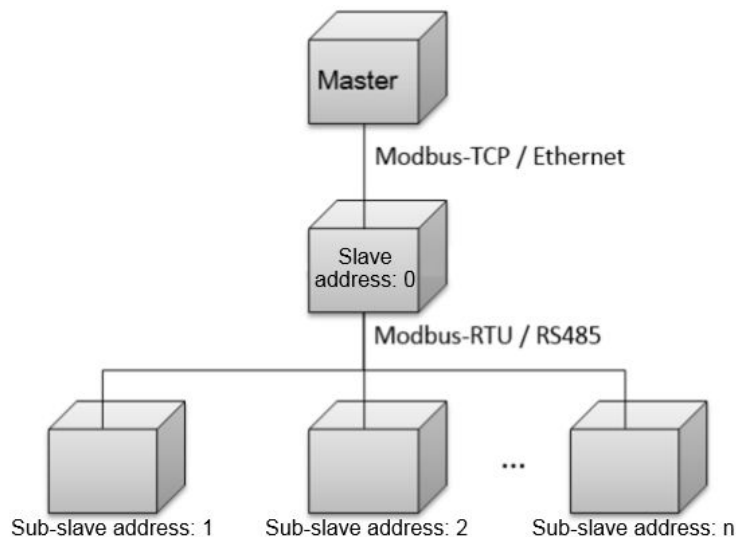 Master
Modbus-TCP / Ethernet
Slave
address: 0
Modbus-RTU / RS485
...
Sub-slave address: 1
Sub-slave address: 2
Sub-slave address: n